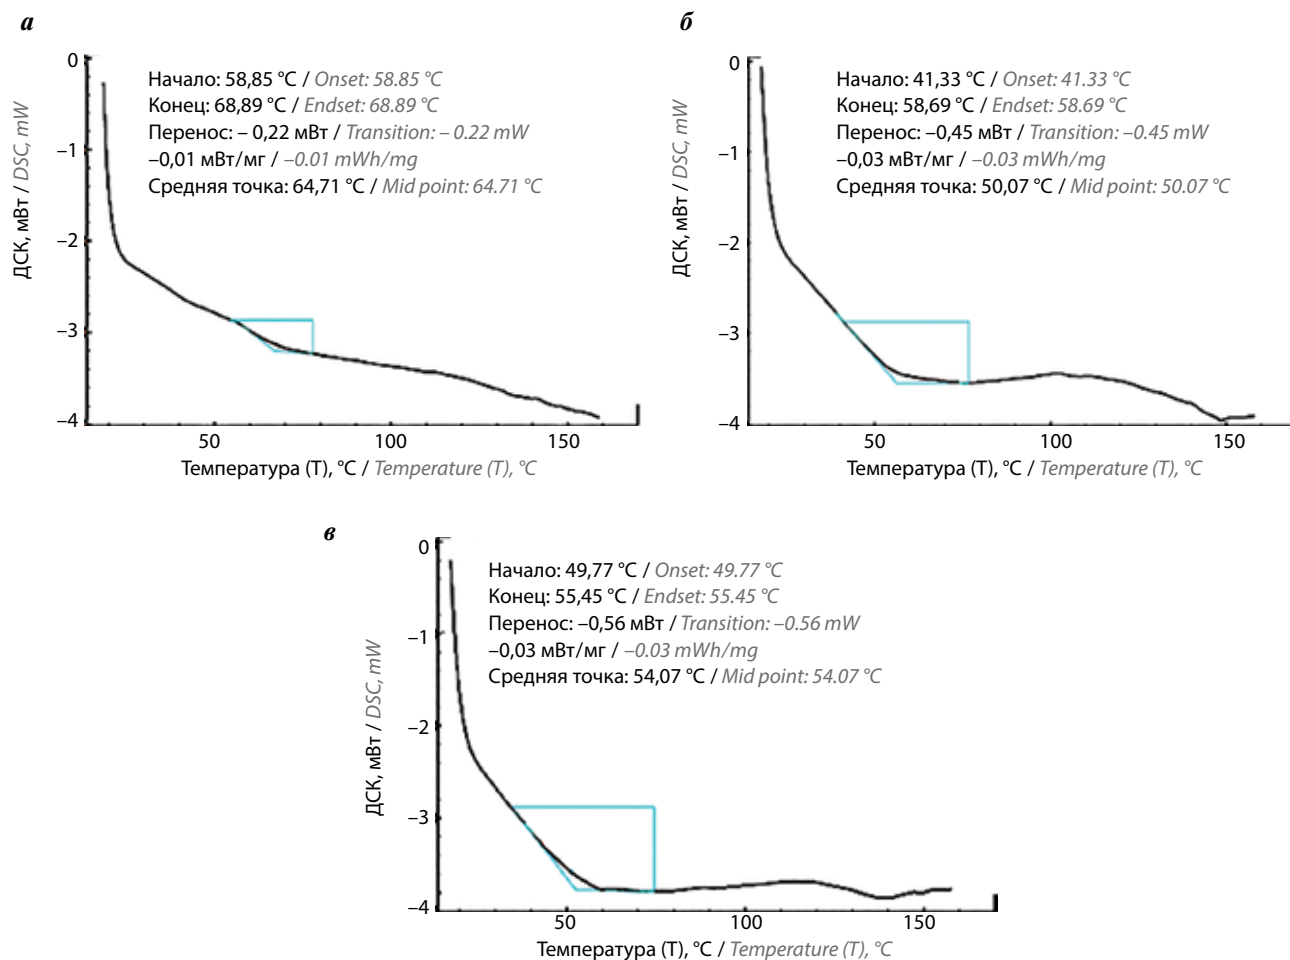 а
0
−1
−2
−3
−4
ДСК, мВт / DSC, mW
Начало: 58,85 °C / Onset: 58.85 °C
Конец: 68,89 °C / Endset: 68.89 °C
Перенос: – 0,22 мВт / Transition: – 0.22 mW
–0,01 мВт/мг / –0.01 mWh/mg
Средняя точка: 64,71 °C / Mid point: 64.71 °C
50
100
150
Температура (Т), °C / Temperature (T), °C
б
0
−1
−2
−3
−4
ДСК, мВт / DSC, mW
Начало: 41,33 °C / Onset: 41.33 °C
Конец: 58,69 °C / Endset: 58.69 °C
Перенос: –0,45 мВт / Transition: –0.45 mW
–0,03 мВт/мг / –0.03 mWh/mg
Средняя точка: 50,07 °C / Mid point: 50.07 °C
50
100
150
Температура (Т), °C / Temperature (T), °C
в
0
−1
−2
−3
−4
ДСК, мВт / DSC, mW
Начало: 49,77 °C / Onset: 49.77 °C
Конец: 55,45 °C / Endset: 55.45 °C
Перенос: –0,56 мВт / Transition: –0.56 mW
–0,03 мВт/мг / –0.03 mWh/mg
Средняя точка: 54,07 °C / Mid point: 54.07 °C
50
100
150
Температура (Т), °C / Temperature (T), °C